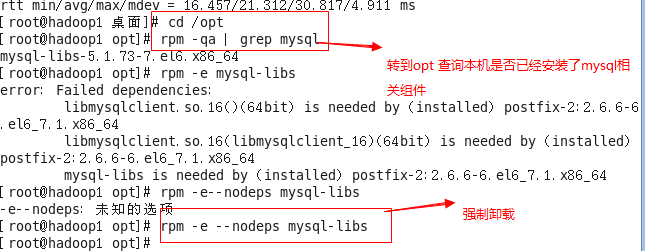 rtt min/avg/max/mdev = 16.457/21.312/30.817/4.911 ms
[root@hadoop1 桌面]# cd /opt
[root@hadoop1 opt]# rpm -qa | grep mysql
mysql-libs-5.1.73-7.el6.x86_64
转到opt 查询本机是否已经安装了mysql相
关组件
[root@hadoop1 opt]# rpm -e mysql-libs
error: Failed dependencies:
libmysqlclient.so.16()(64bit) is needed by (installed) postfix-2:2.6.6-6
.el6_7.1.x86_64
libmysqlclient.so.16(libmysqlclient_16)(64bit) is needed by (installed)
postfix-2:2.6.6-6.el6_7.1.x86_64
mysql-libs is needed by (installed) postfix-2:2.6.6-6.el6_7.1.x86_64
[root@hadoop1 opt]# rpm -e--nodeps mysql-libs
-e--nodeps: 未知的选项
[root@hadoop1 opt]# rpm -e --nodeps mysql-libs
强制卸载
[root@hadoop1 opt]#